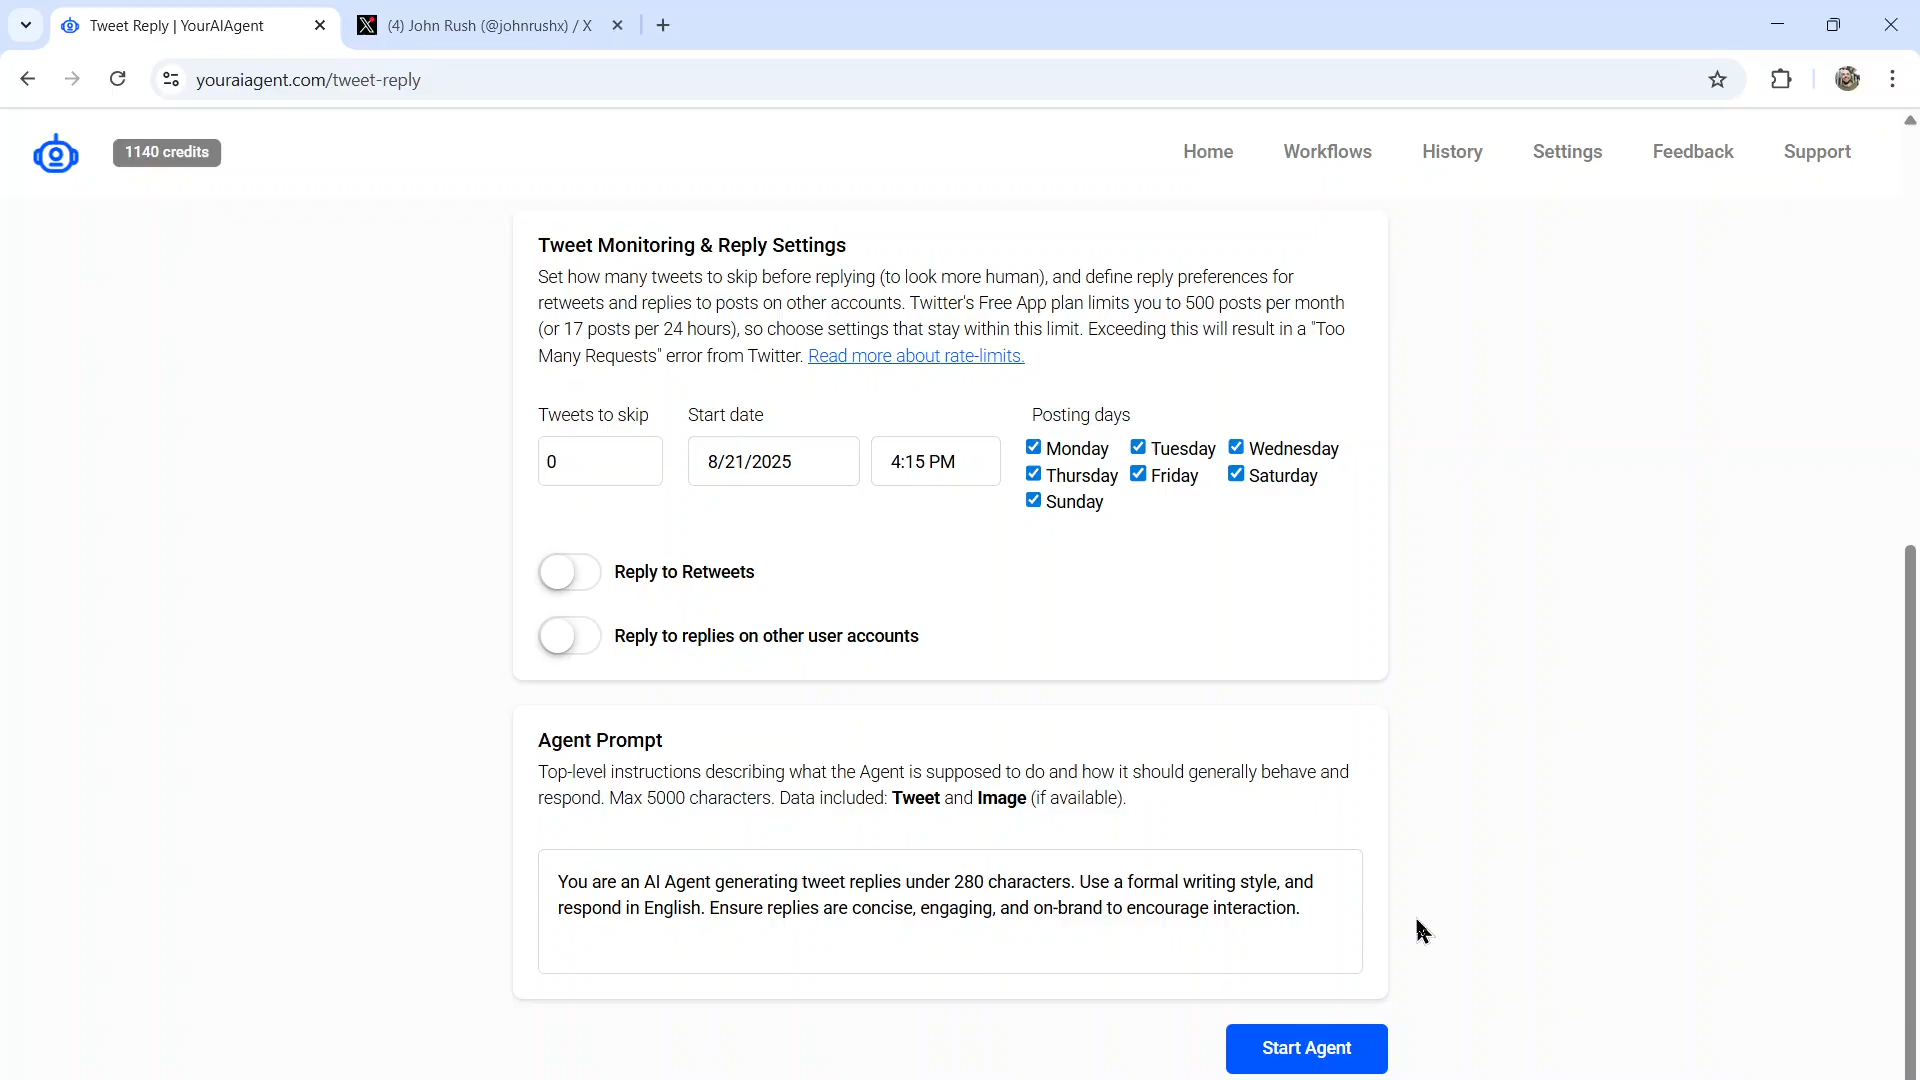 Tweet Reply | YourAIAgent
(4) John Rush (@johnrushx) / X
youraiagent.com/tweet-reply
1140 credits
Home
Workflows
History
Settings
Feedback
Support
Tweet Monitoring & Reply Settings
Set how many tweets to skip before replying (to look more human), and define reply preferences for
retweets and replies to posts on other accounts. Twitter's Free App plan limits you to 500 posts per month
(or 17 posts per 24 hours), so choose settings that stay within this limit. Exceeding this will result in a "Too
Many Requests" error from Twitter. Read more about rate-limits.
Tweets to skip
Start date
Posting days
0
8/21/2025
4:15 PM
Monday
Tuesday
Wednesday
Thursday
Friday
Saturday
Sunday
Reply to Retweets
Reply to replies on other user accounts
Agent Prompt
Top-level instructions describing what the Agent is supposed to do and how it should generally behave and
respond. Max 5000 characters. Data included: Tweet and Image (if available).
You are an AI Agent generating tweet replies under 280 characters. Use a formal writing style, and
respond in English. Ensure replies are concise, engaging, and on-brand to encourage interaction.
Start Agent